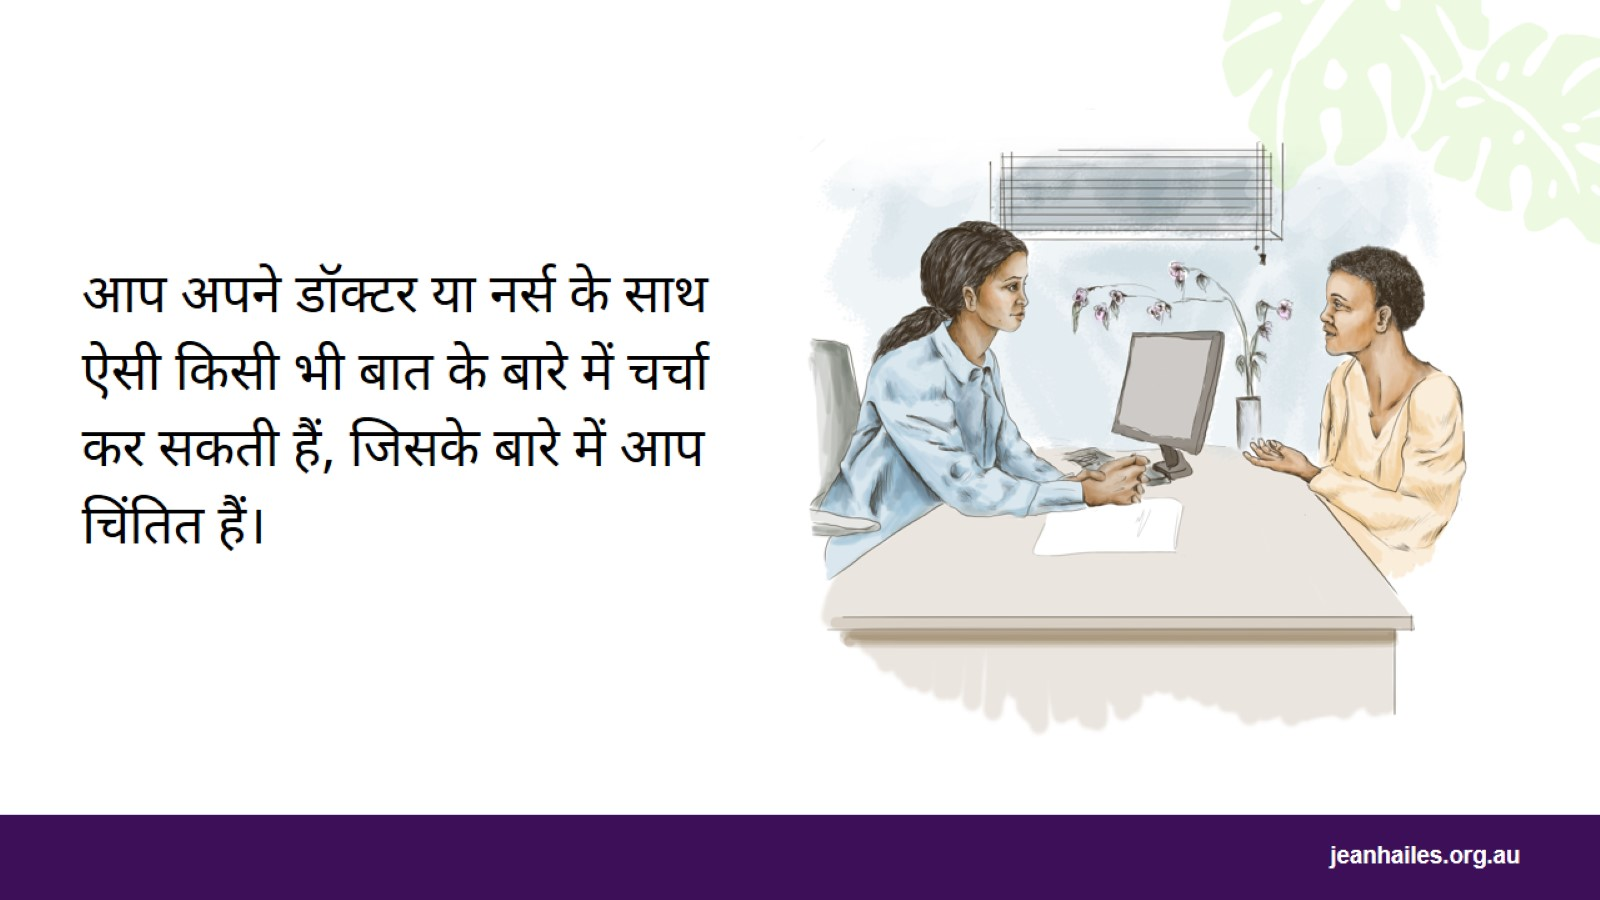 आप अपने डॉक्टर या नर्स के साथ
ऐसी किसी भी बात के बारे में चर्चा
कर सकती हैं, जिसके बारे में आप
चिंतित हैं।
jeanhailes.org.au